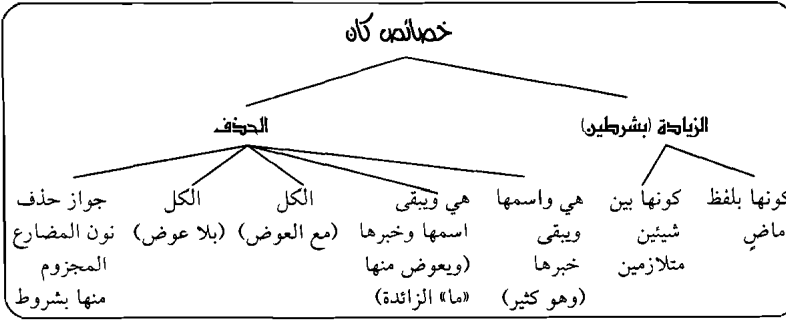 خصائص كان
الزيادة (بشرطين)
الحذف
كونها بلفظ
ماضٍ
كونها بين
شيئين
متلازمين
هي واسمها
ويبقى
خبرها
(وهو كثير)
هي ويبقى
اسمها وخبرها
(ويعوض منها
«ما» الزائدة)
الكل
(مع العوض)
الكل
(بلا عوض)
جواز حذف
نون المضارع
المجزوم
منها بشروط